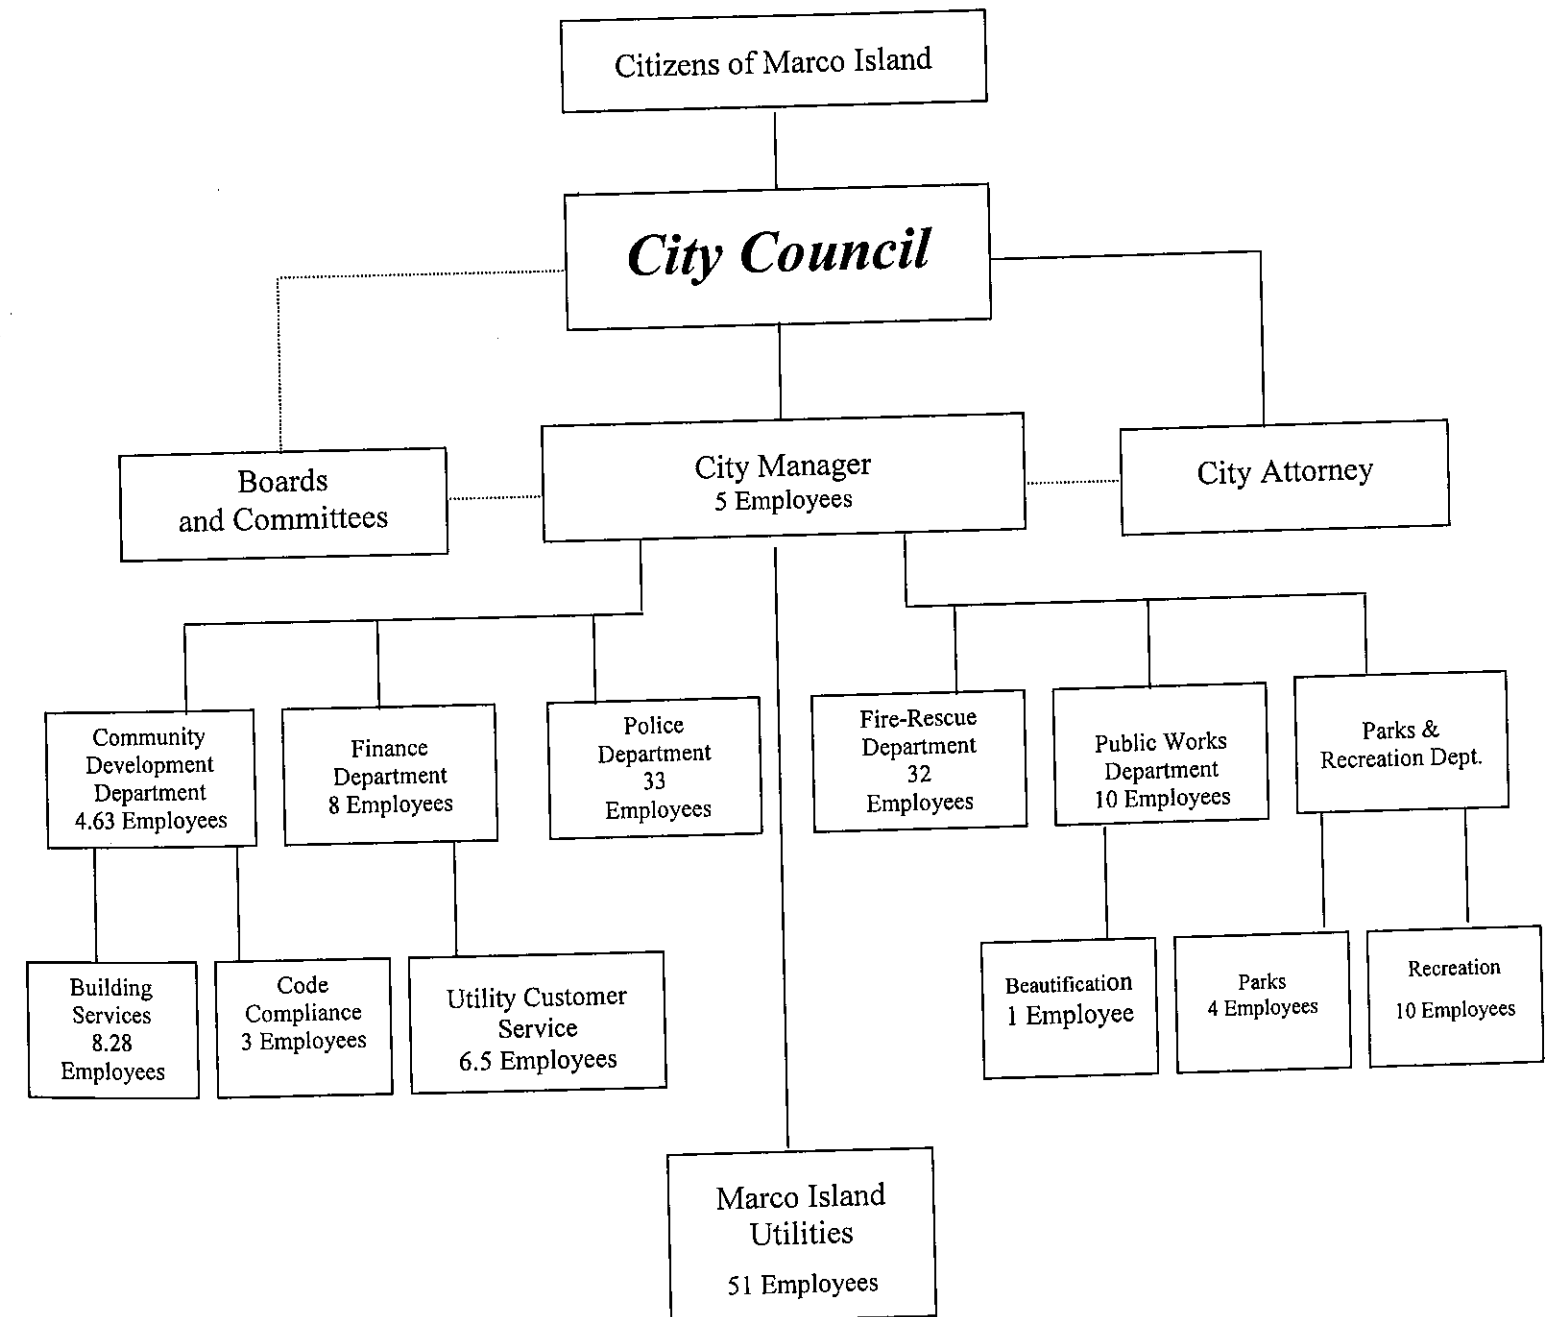 Citizens of Marco Island
City Council
Boards
and Committees
City Manager
5 Employees
City Attorney
Community
Development
Department
4.63 Employees
Finance
Department
8 Employees
Police
Department
33
Employees
Fire-Rescue
Department
32
Employees
Public Works
Department
10 Employees
Parks &
Recreation Dept.
Building
Services
8.28
Employees
Code
Compliance
3 Employees
Utility Customer
Service
6.5 Employees
Beautification
1 Employee
Parks
4 Employees
Recreation
10 Employees
Marco Island
Utilities
51 Employees